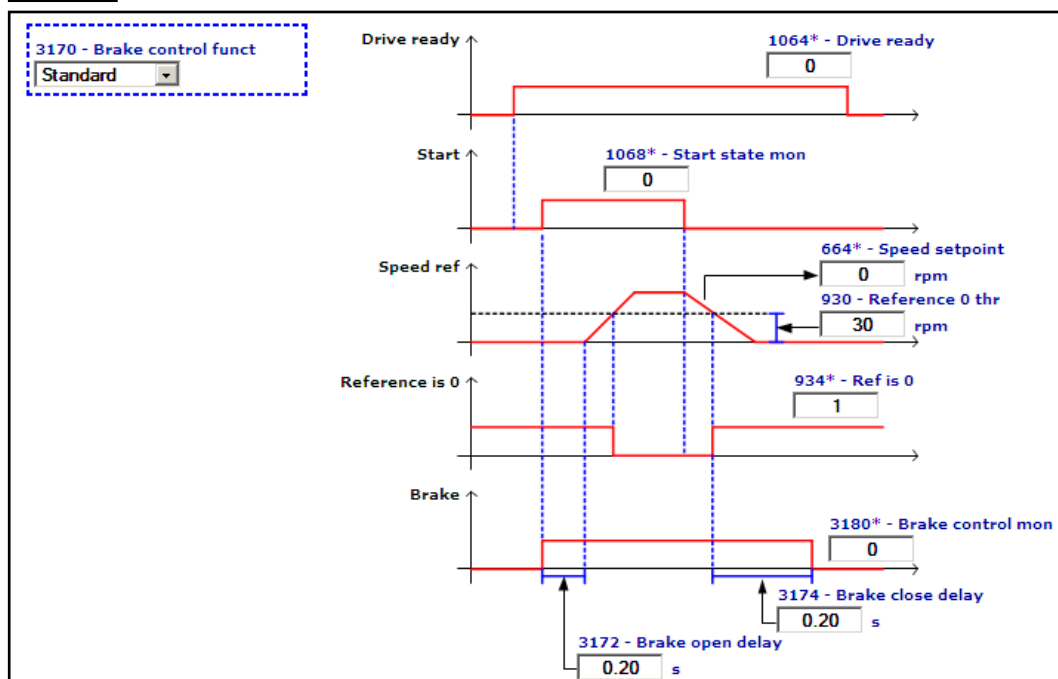 3170 - Brake control funct
Standard
Drive ready
1064* - Drive ready
0
Start
1068* - Start state mon
0
Speed ref
664* - Speed setpoint
0 rpm
930 - Reference 0 thr
30 rpm
Reference is 0
934* - Ref is 0
1
Brake
3180* - Brake control mon
0
3174 - Brake close delay
0.20 s
3172 - Brake open delay
0.20 s